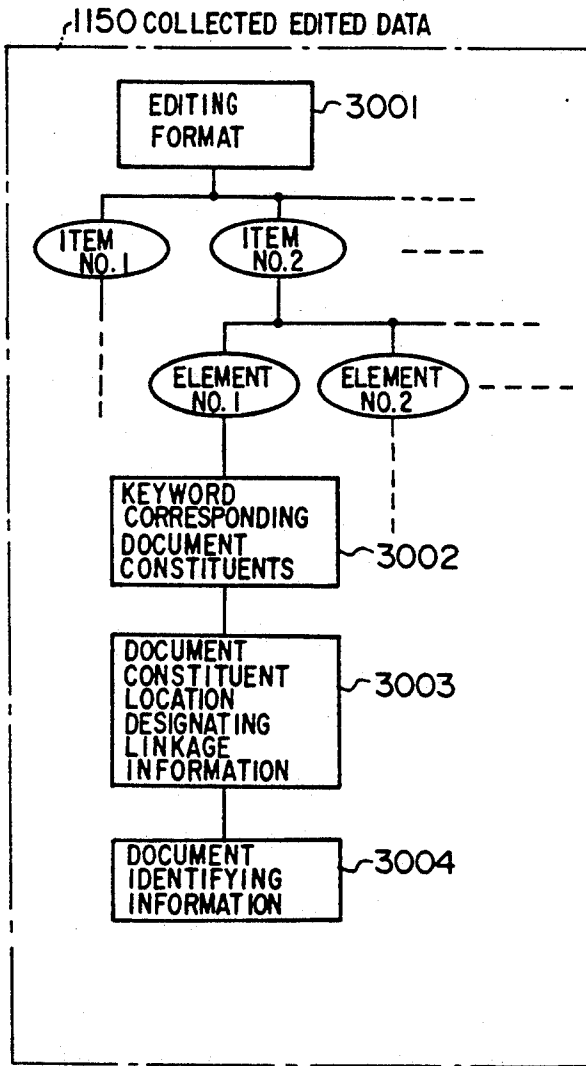 1150 COLLECTED EDITED DATA
EDITING
FORMAT
3001
ITEM
NO.1
ITEM
NO.2
ELEMENT
NO.1
ELEMENT
NO.2
KEYWORD
CORRESPONDING
DOCUMENT
CONSTITUENTS
3002
DOCUMENT
CONSTITUENT
LOCATION
DESIGNATING
LINKAGE
INFORMATION
3003
DOCUMENT
IDENTIFYING
INFORMATION
3004